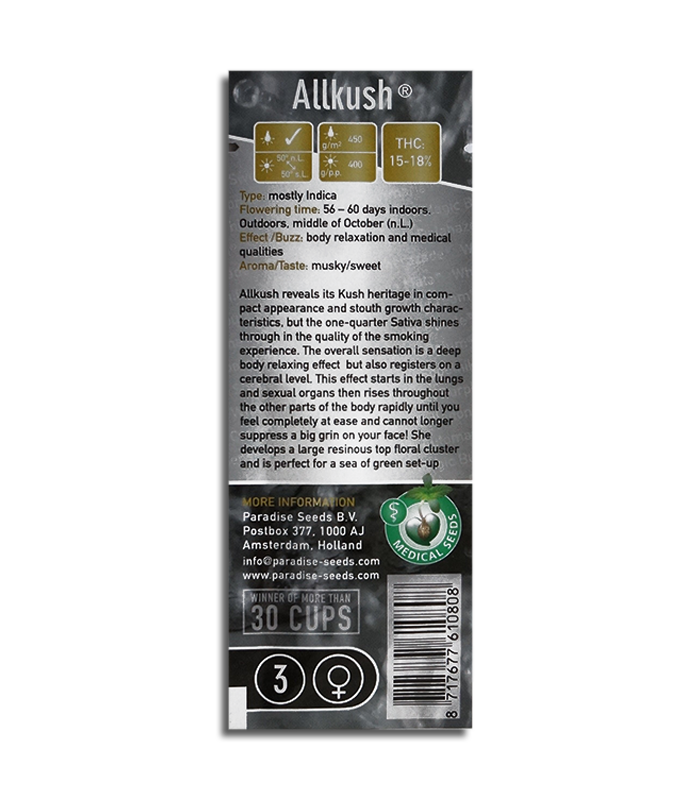 Allkush®
g/m² 450
THC:
15-18%
50° n.L.
50° s.L.
g/p.p. 400
Type: mostly Indica
Flowering time: 56 – 60 days indoors.
Outdoors, middle of October (n.L.)
Effect /Buzz: body relaxation and medical
qualities
Aroma/Taste: musky/sweet
Allkush reveals its Kush heritage in com-
pact appearance and stouth growth charac-
teristics, but the one-quarter Sativa shines
through in the quality of the smoking
experience. The overall sensation is a deep
body relaxing effect but also registers on a
cerebral level. This effect starts in the lungs
and sexual organs then rises throughout
the other parts of the body rapidly until you
feel completely at ease and cannot longer
suppress a big grin on your face! She
develops a large resinous top floral cluster
and is perfect for a sea of green set-up
MORE INFORMATION
Paradise Seeds B.V.
Postbox 377, 1000 AJ
Amsterdam, Holland
info@paradise-seeds.com
www.paradise-seeds.com
MEDICAL SEEDS
WINNER OF MORE THAN
30 CUPS
3
8 717677 610808